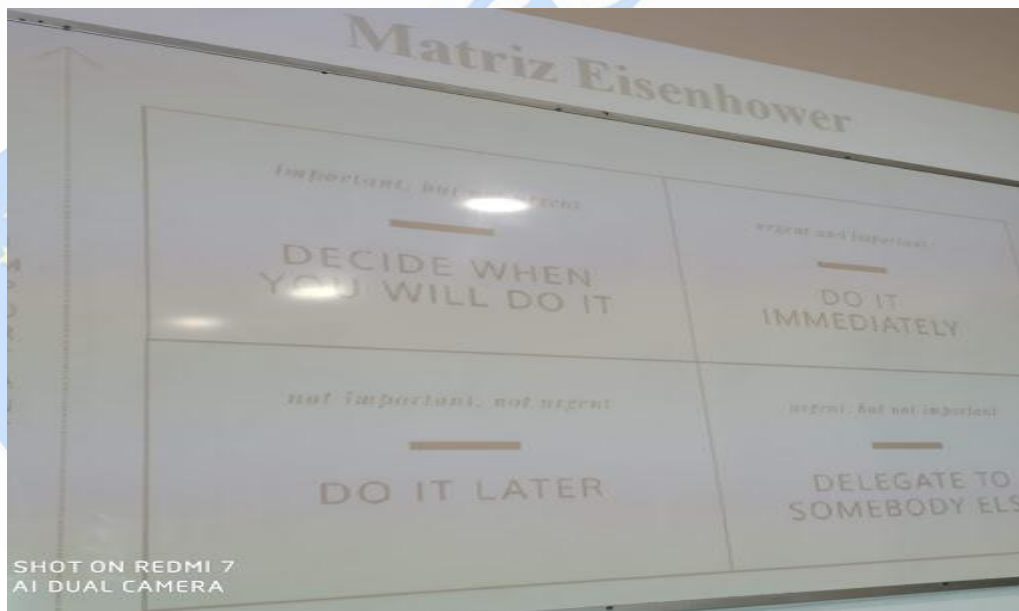 Matriz Eisenhower
important, but not urgent
DECIDE WHEN
YOU WILL DO IT
urgent and important
DO IT
IMMEDIATELY
not important, not urgent
DO IT LATER
urgent, but not important
DELEGATE TO
SOMEBODY ELS
SHOT ON REDMI 7
AI DUAL CAMERA